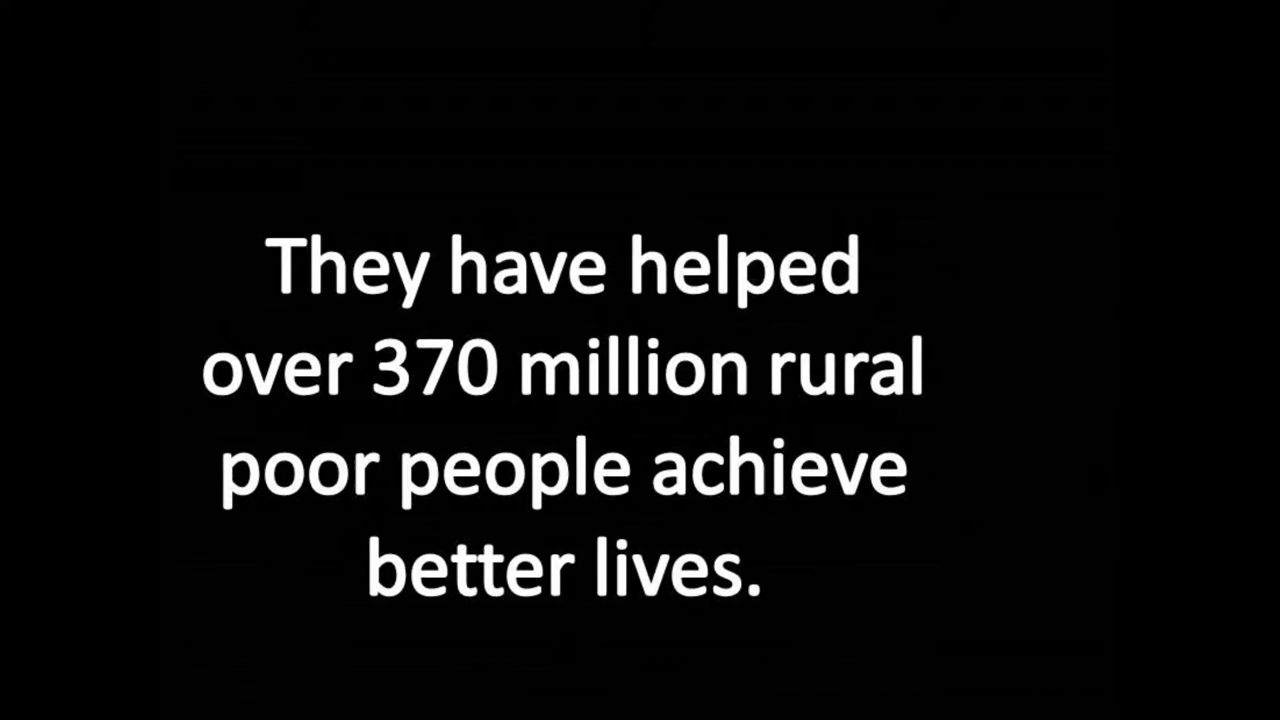 They have helped
over 370 million rural
poor people achieve
better lives.